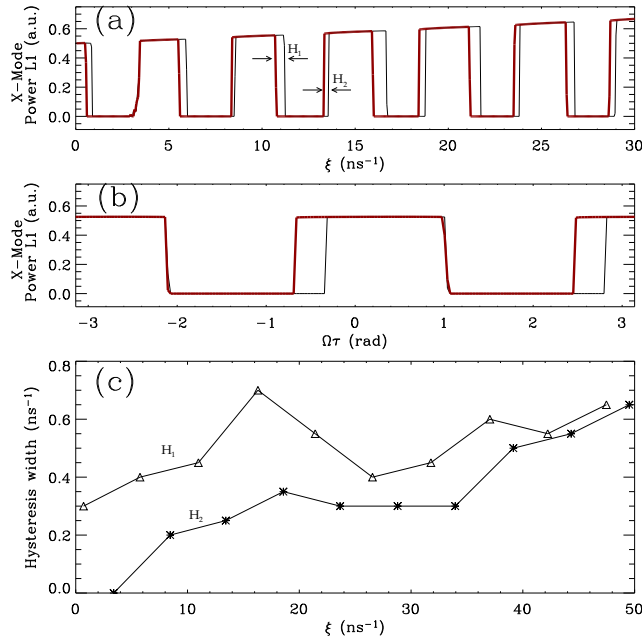 (a)
X-Mode
Power L1 (a.u.)
0.6
0.4
0.2
0.0
H1
H2
0 5 10 15 20 25 30
ξ (ns⁻¹)
(b)
X-Mode
Power L1 (a.u.)
0.6
0.4
0.2
0.0
-3 -2 -1 0 1 2 3
Ωτ (rad)
(c)
Hysteresis width (ns⁻¹)
0.8
0.6
0.4
0.2
0.0
H1
H2
0 10 20 30 40 50
ξ (ns⁻¹)